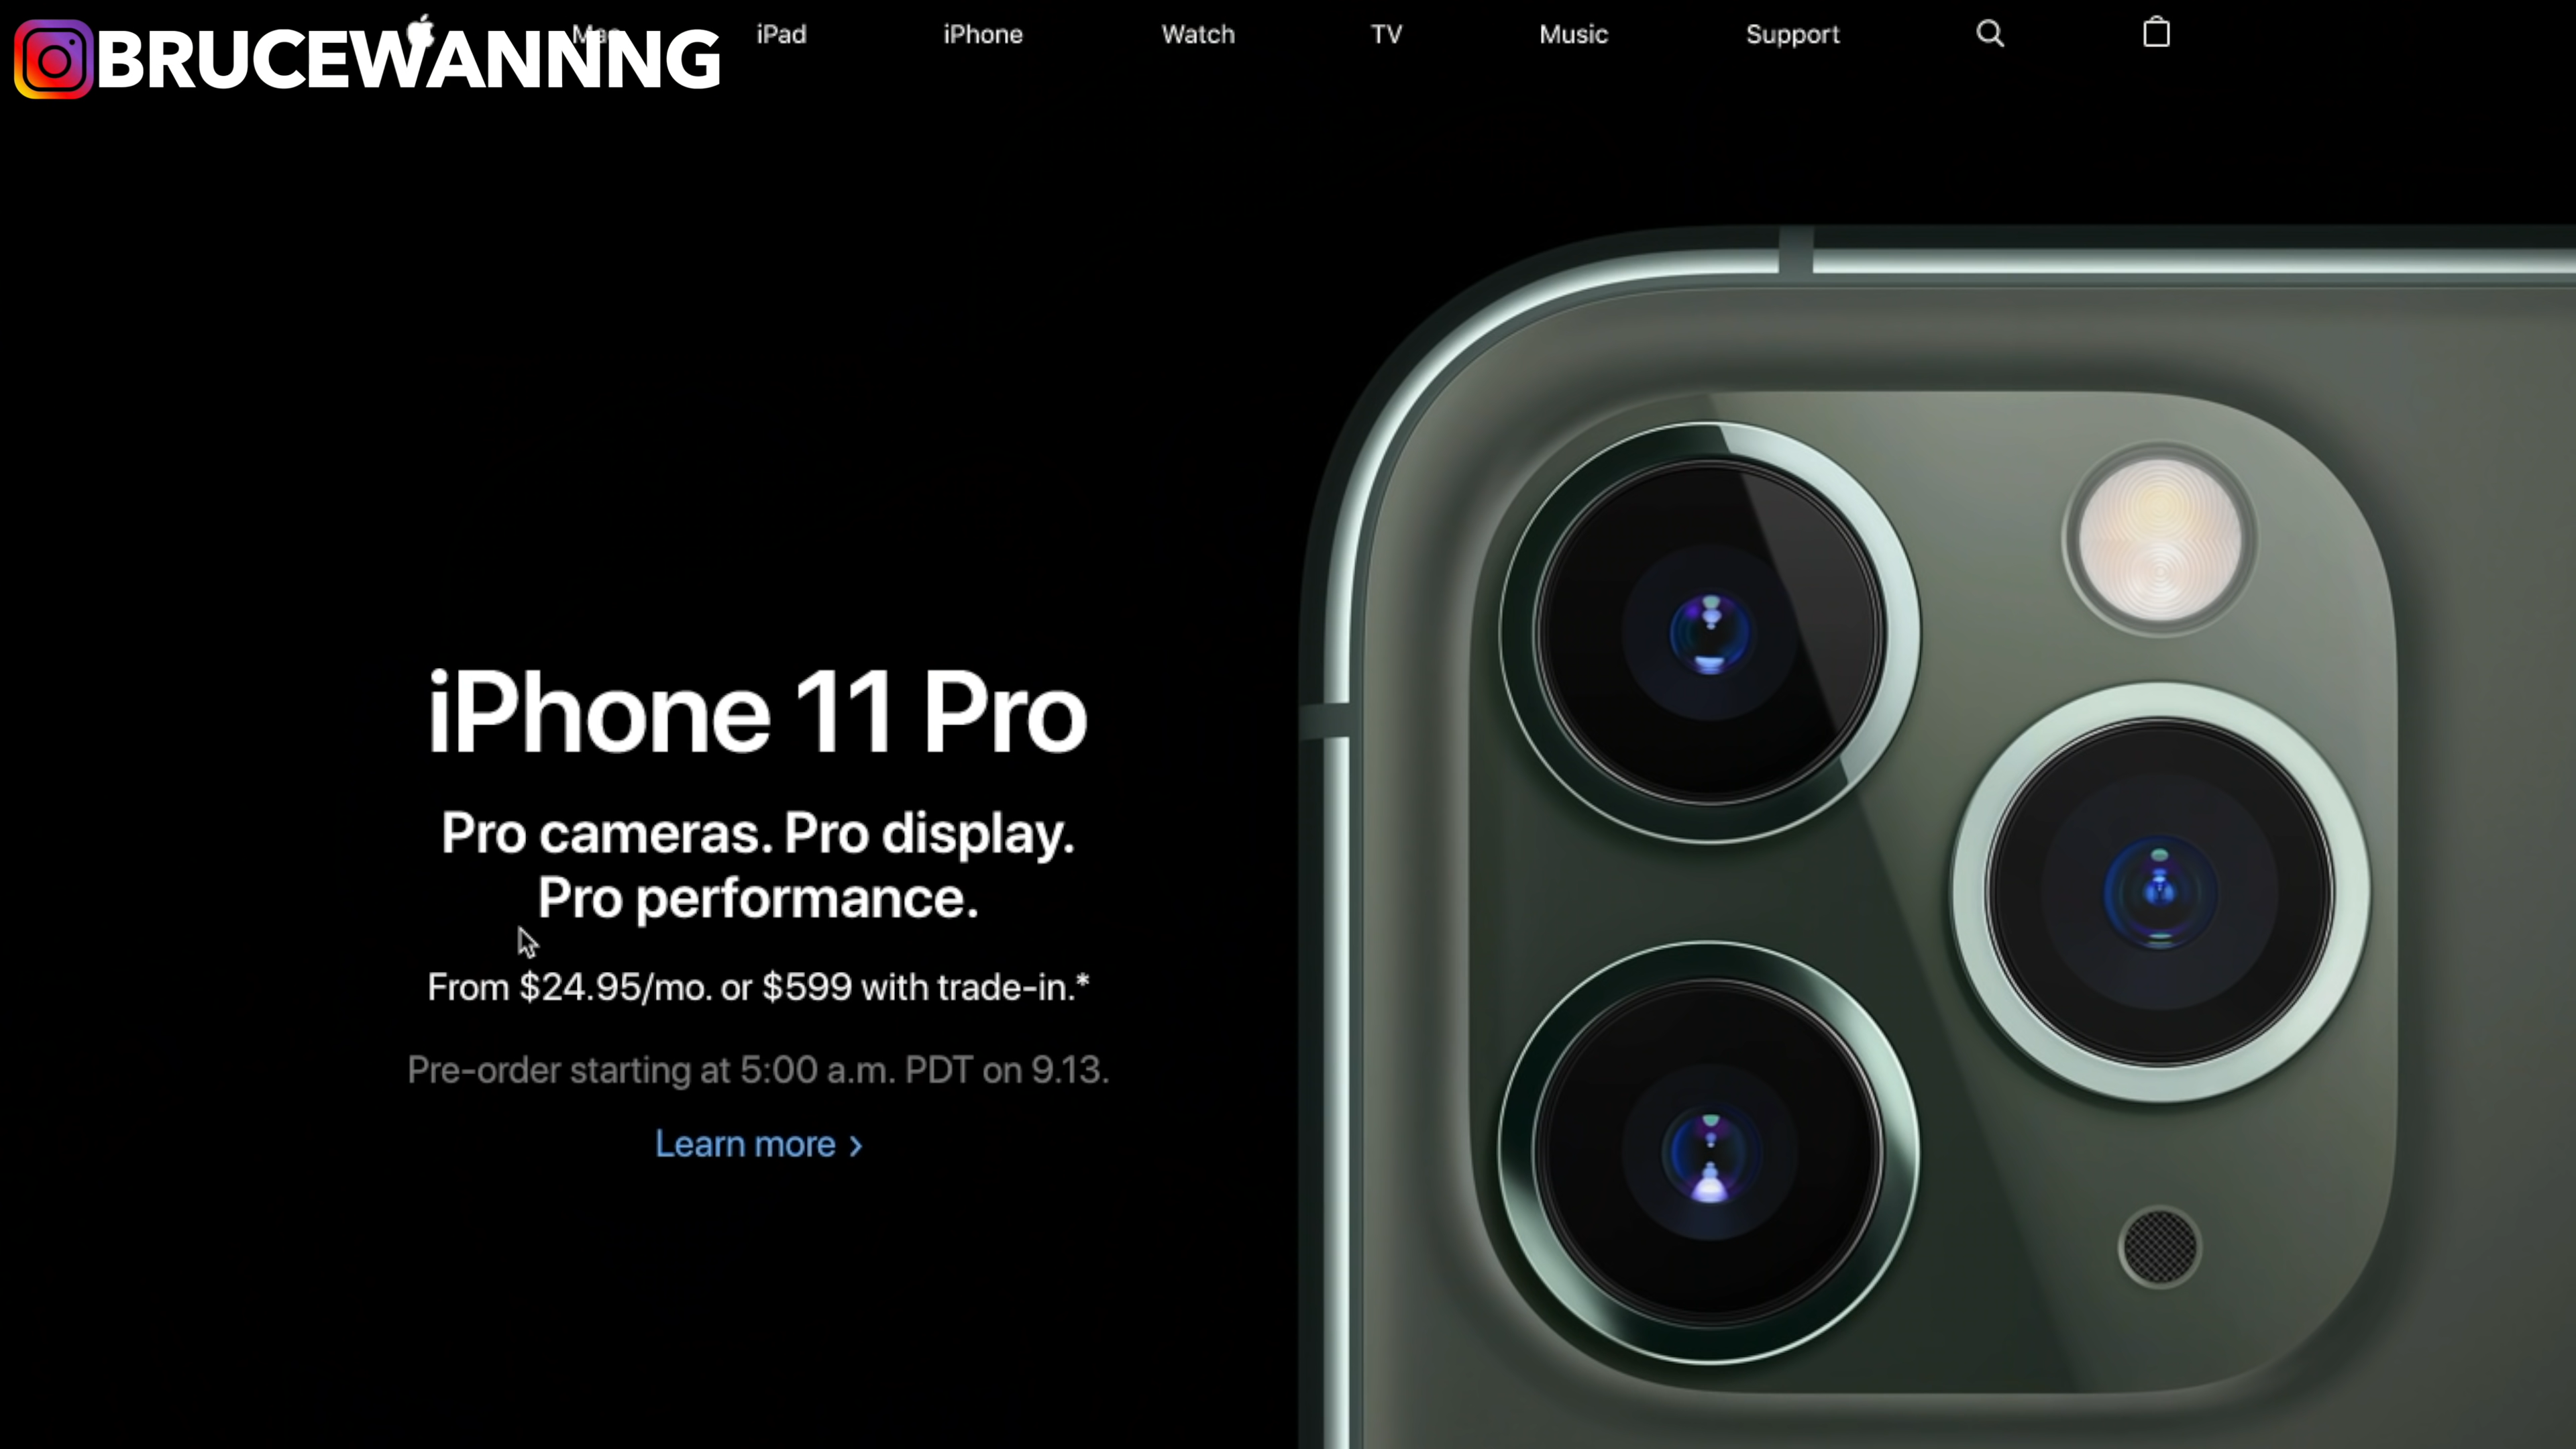 BRUCEWANNNG
iPad iPhone Watch TV Music Support
iPhone 11 Pro
Pro cameras. Pro display.
Pro performance.
From $24.95/mo. or $599 with trade-in.*
Pre-order starting at 5:00 a.m. PDT on 9.13.
Learn more >